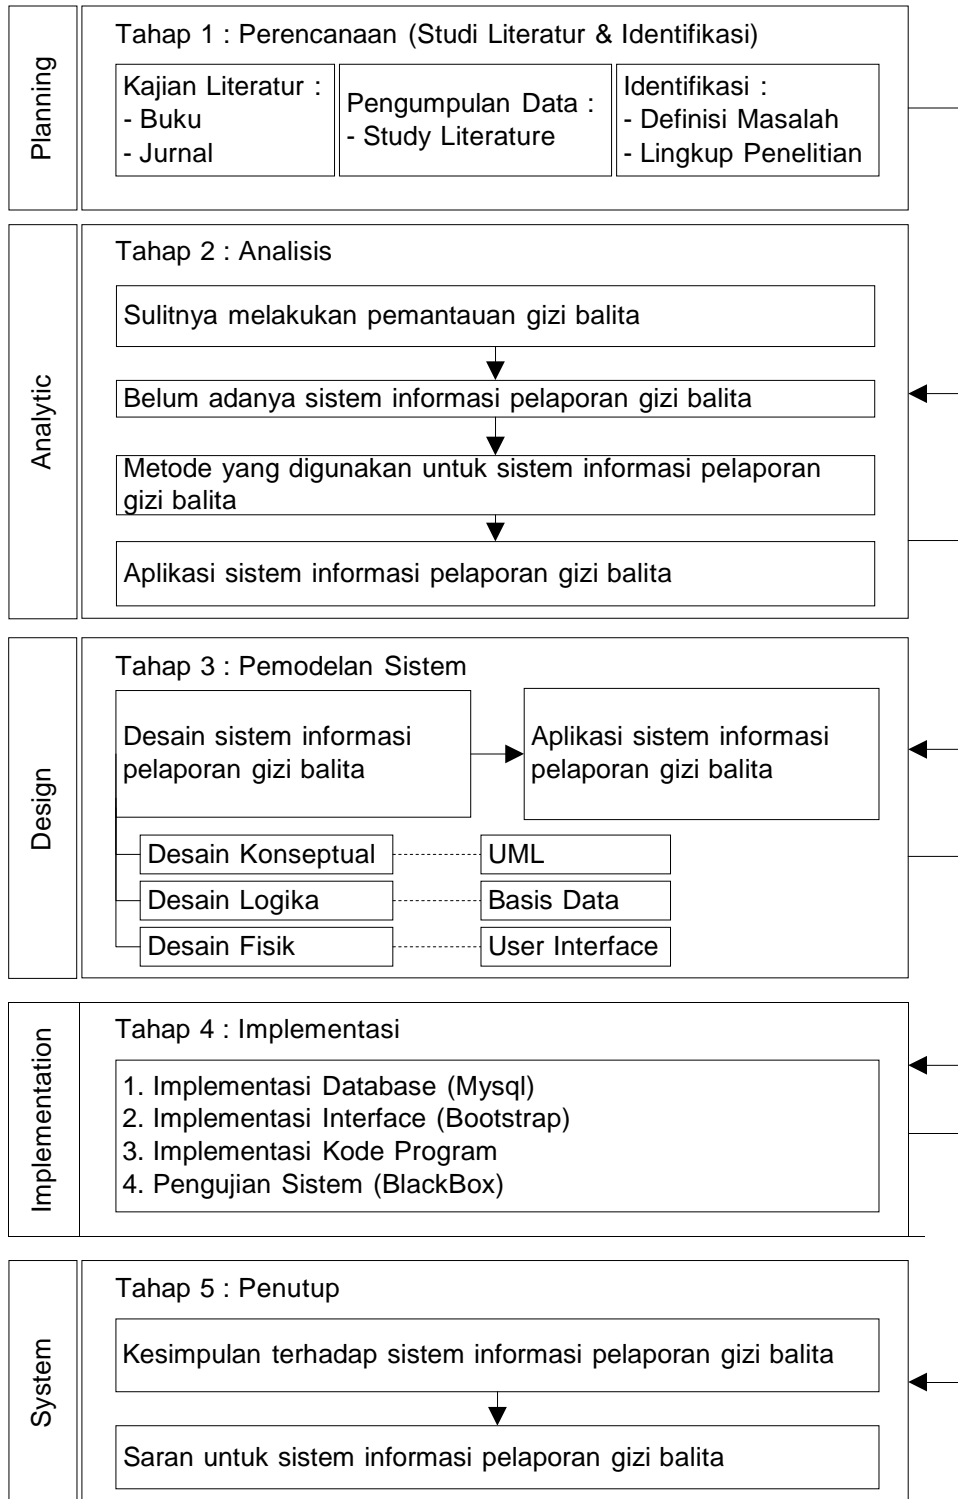 Planning
Tahap 1 : Perencanaan (Studi Literatur & Identifikasi)
Kajian Literatur :
- Buku
- Jurnal
Pengumpulan Data :
- Study Literature
Identifikasi :
- Definisi Masalah
- Lingkup Penelitian
Analytic
Tahap 2 : Analisis
Sulitnya melakukan pemantauan gizi balita
Belum adanya sistem informasi pelaporan gizi balita
Metode yang digunakan untuk sistem informasi pelaporan
gizi balita
Aplikasi sistem informasi pelaporan gizi balita
Design
Tahap 3 : Pemodelan Sistem
Desain sistem informasi
pelaporan gizi balita
Aplikasi sistem informasi
pelaporan gizi balita
Desain Konseptual
UML
Desain Logika
Basis Data
Desain Fisik
User Interface
Implementation
Tahap 4 : Implementasi
1. Implementasi Database (Mysql)
2. Implementasi Interface (Bootstrap)
3. Implementasi Kode Program
4. Pengujian Sistem (BlackBox)
System
Tahap 5 : Penutup
Kesimpulan terhadap sistem informasi pelaporan gizi balita
Saran untuk sistem informasi pelaporan gizi balita